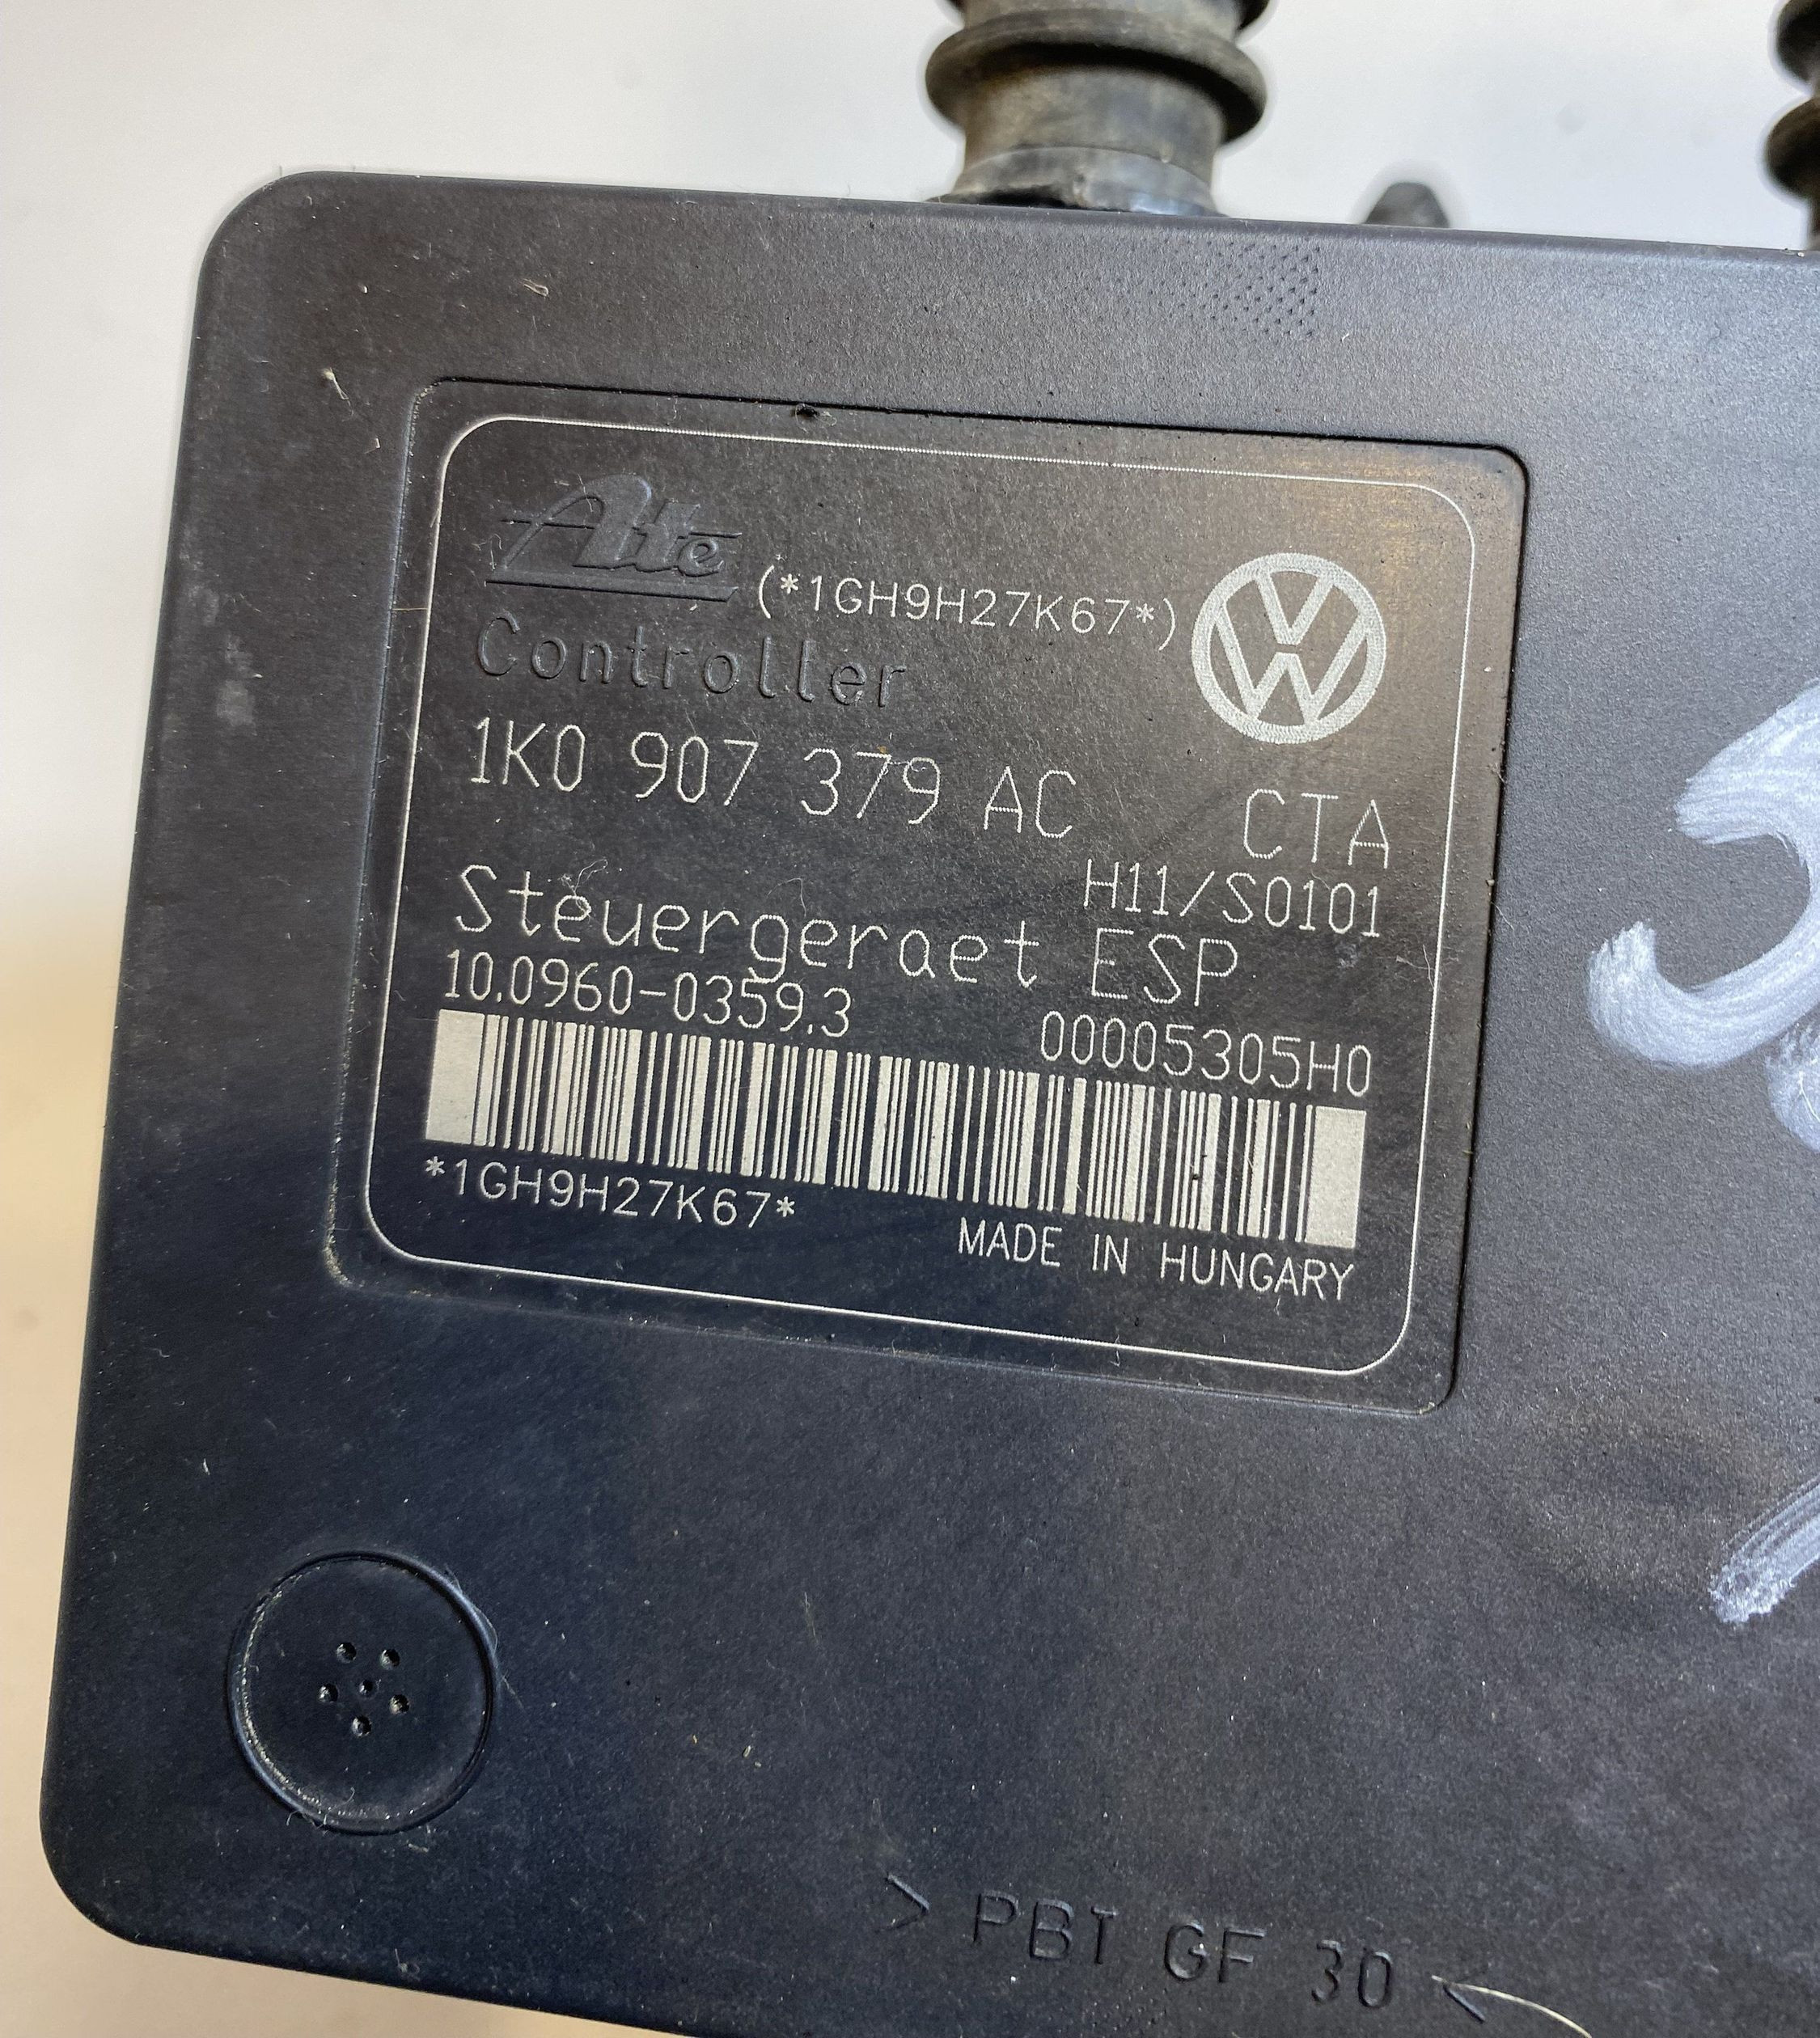 Ate (*1GH9H27K67*)
Controller
1K0 907 379 AC CTA
H11/S0101
Steuergeraet ESP
10.0960-0359.3 00005305H0
*1GH9H27K67*
MADE IN HUNGARY
> PBT GF 30 <